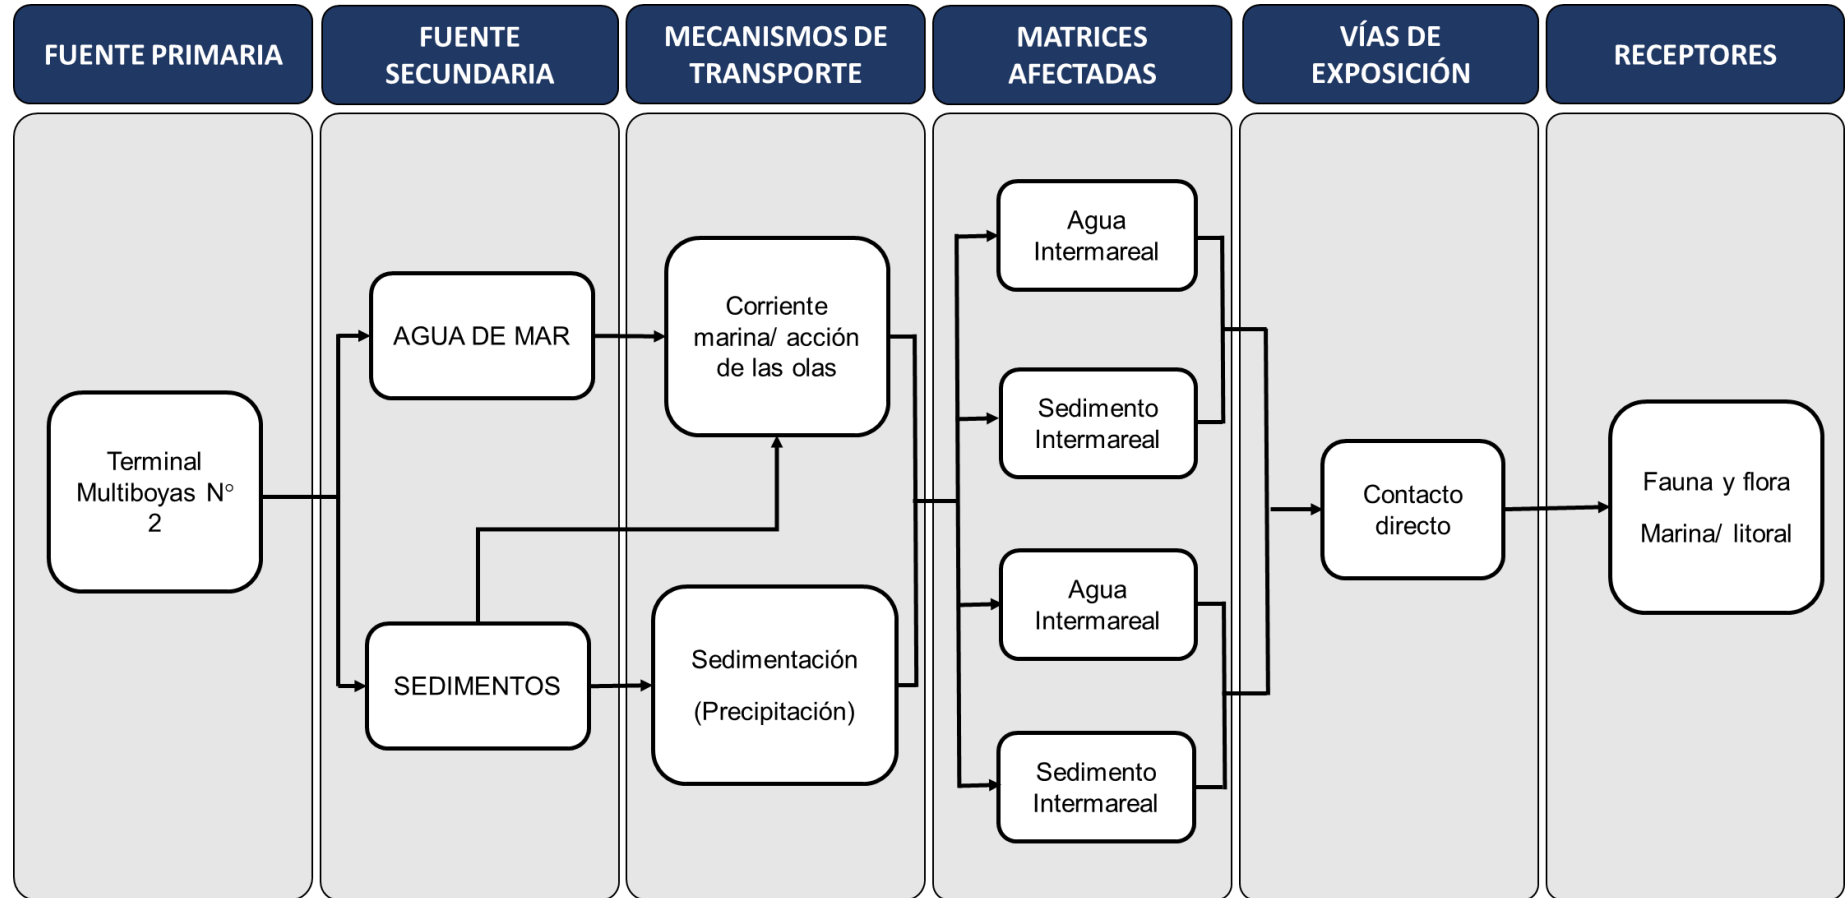 FUENTE PRIMARIA
FUENTE
SECUNDARIA
MECANISMOS DE
TRANSPORTE
MATRICES
AFECTADAS
VÍAS DE
EXPOSICIÓN
RECEPTORES
Terminal
Multiboyas N°
2
AGUA DE MAR
SEDIMENTOS
Corriente
marina/ acción
de las olas
Sedimentación
(Precipitación)
Agua
Intermareal
Sedimento
Intermareal
Agua
Intermareal
Sedimento
Intermareal
Contacto
directo
Fauna y flora
Marina/ litoral